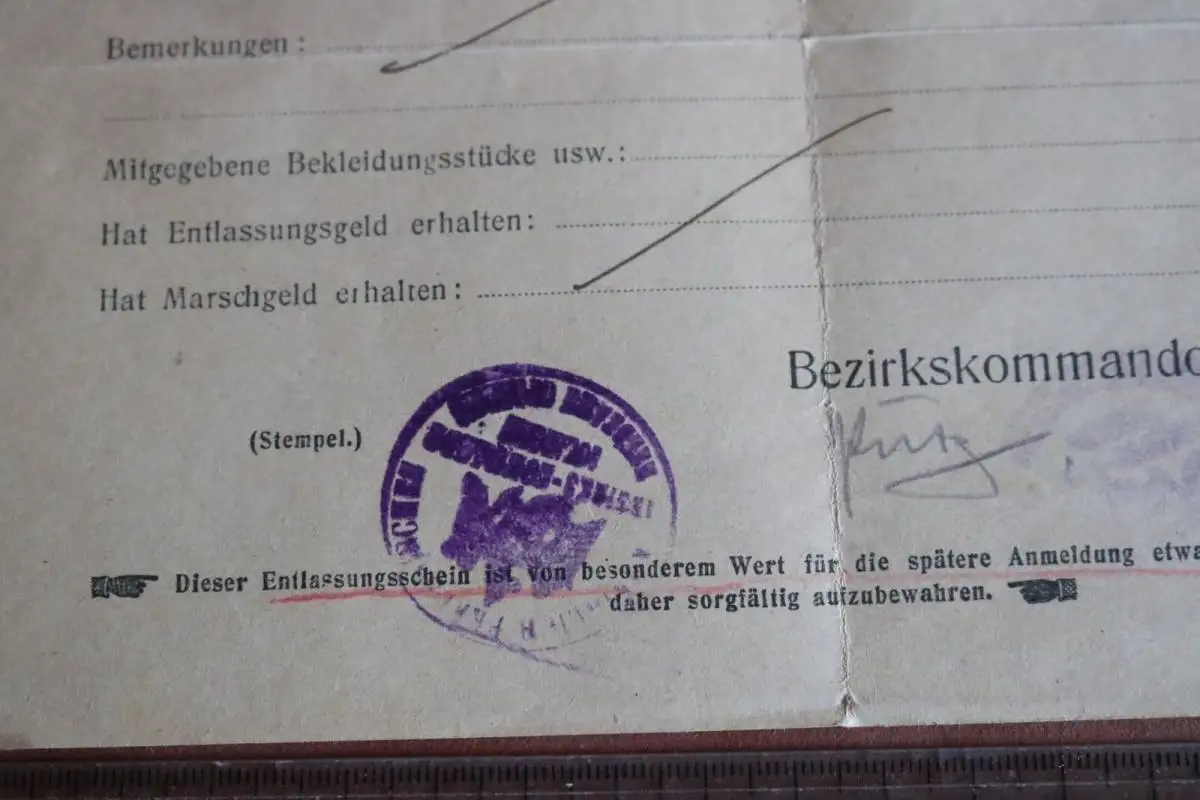 Bemerkungen :
Mitgegebene Bekleidungsstücke usw.:
Hat Entlassungsgeld erhalten:
Hat Marschgeld erhalten :
Bezirkskommando
(Stempel.)
Dieser Entlassungsschein ist von besonderem Wert für die spätere Anmeldung etwa
daher sorgfältig aufzubewahren.